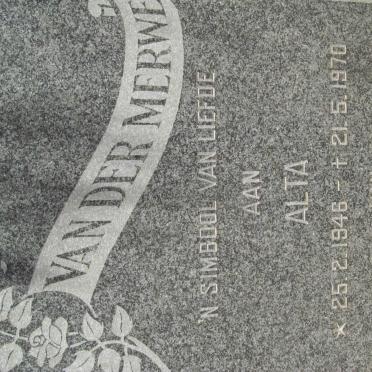 VAN DER MERWE
'N SIMBOOL VAN LIEFDE
AAN
ALTA
* 25.2.1946 - † 21.5.1970